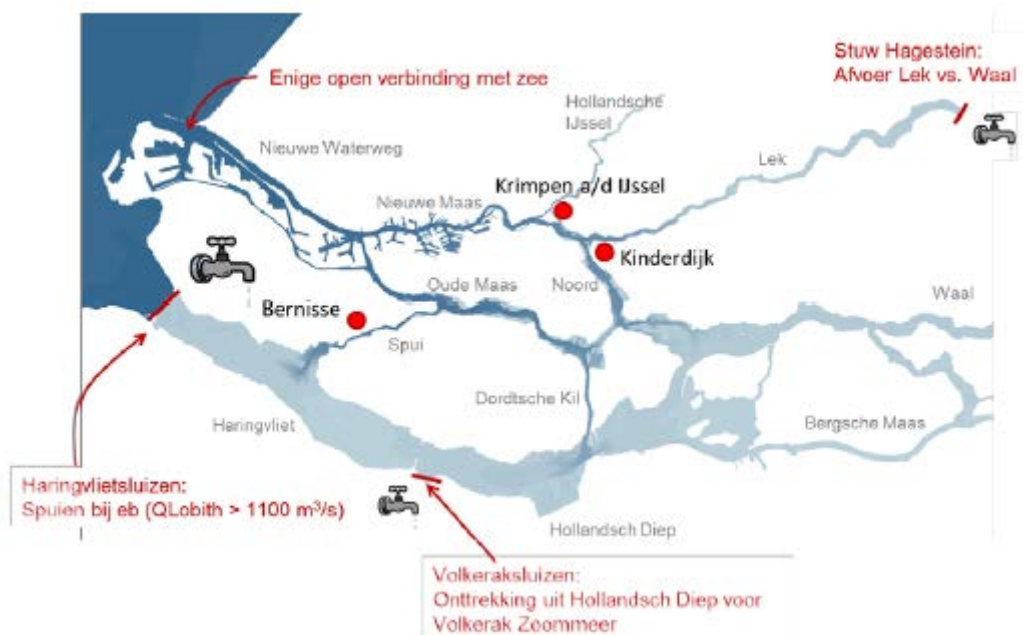 Stuw Hagestein:
Afvoer Lek vs. Waal
Enige open verbinding met zee
Hollandsche
IJssel
Nieuwe Waterweg
Lek
Krimpen a/d IJssel
Nieuwe Maas
Kinderdijk
Oude Maas
Noord
Waal
Bernisse
Spui
Dordtsche Kil
Haringvliet
Bergsche Maas
Haringvlietsluizen:
Spuien bij eb (QLobith > 1100 m³/s)
Hollandsch Diep
Volkeraksluizen:
Onttrekking uit Hollandsch Diep voor
Volkerak Zoommeer